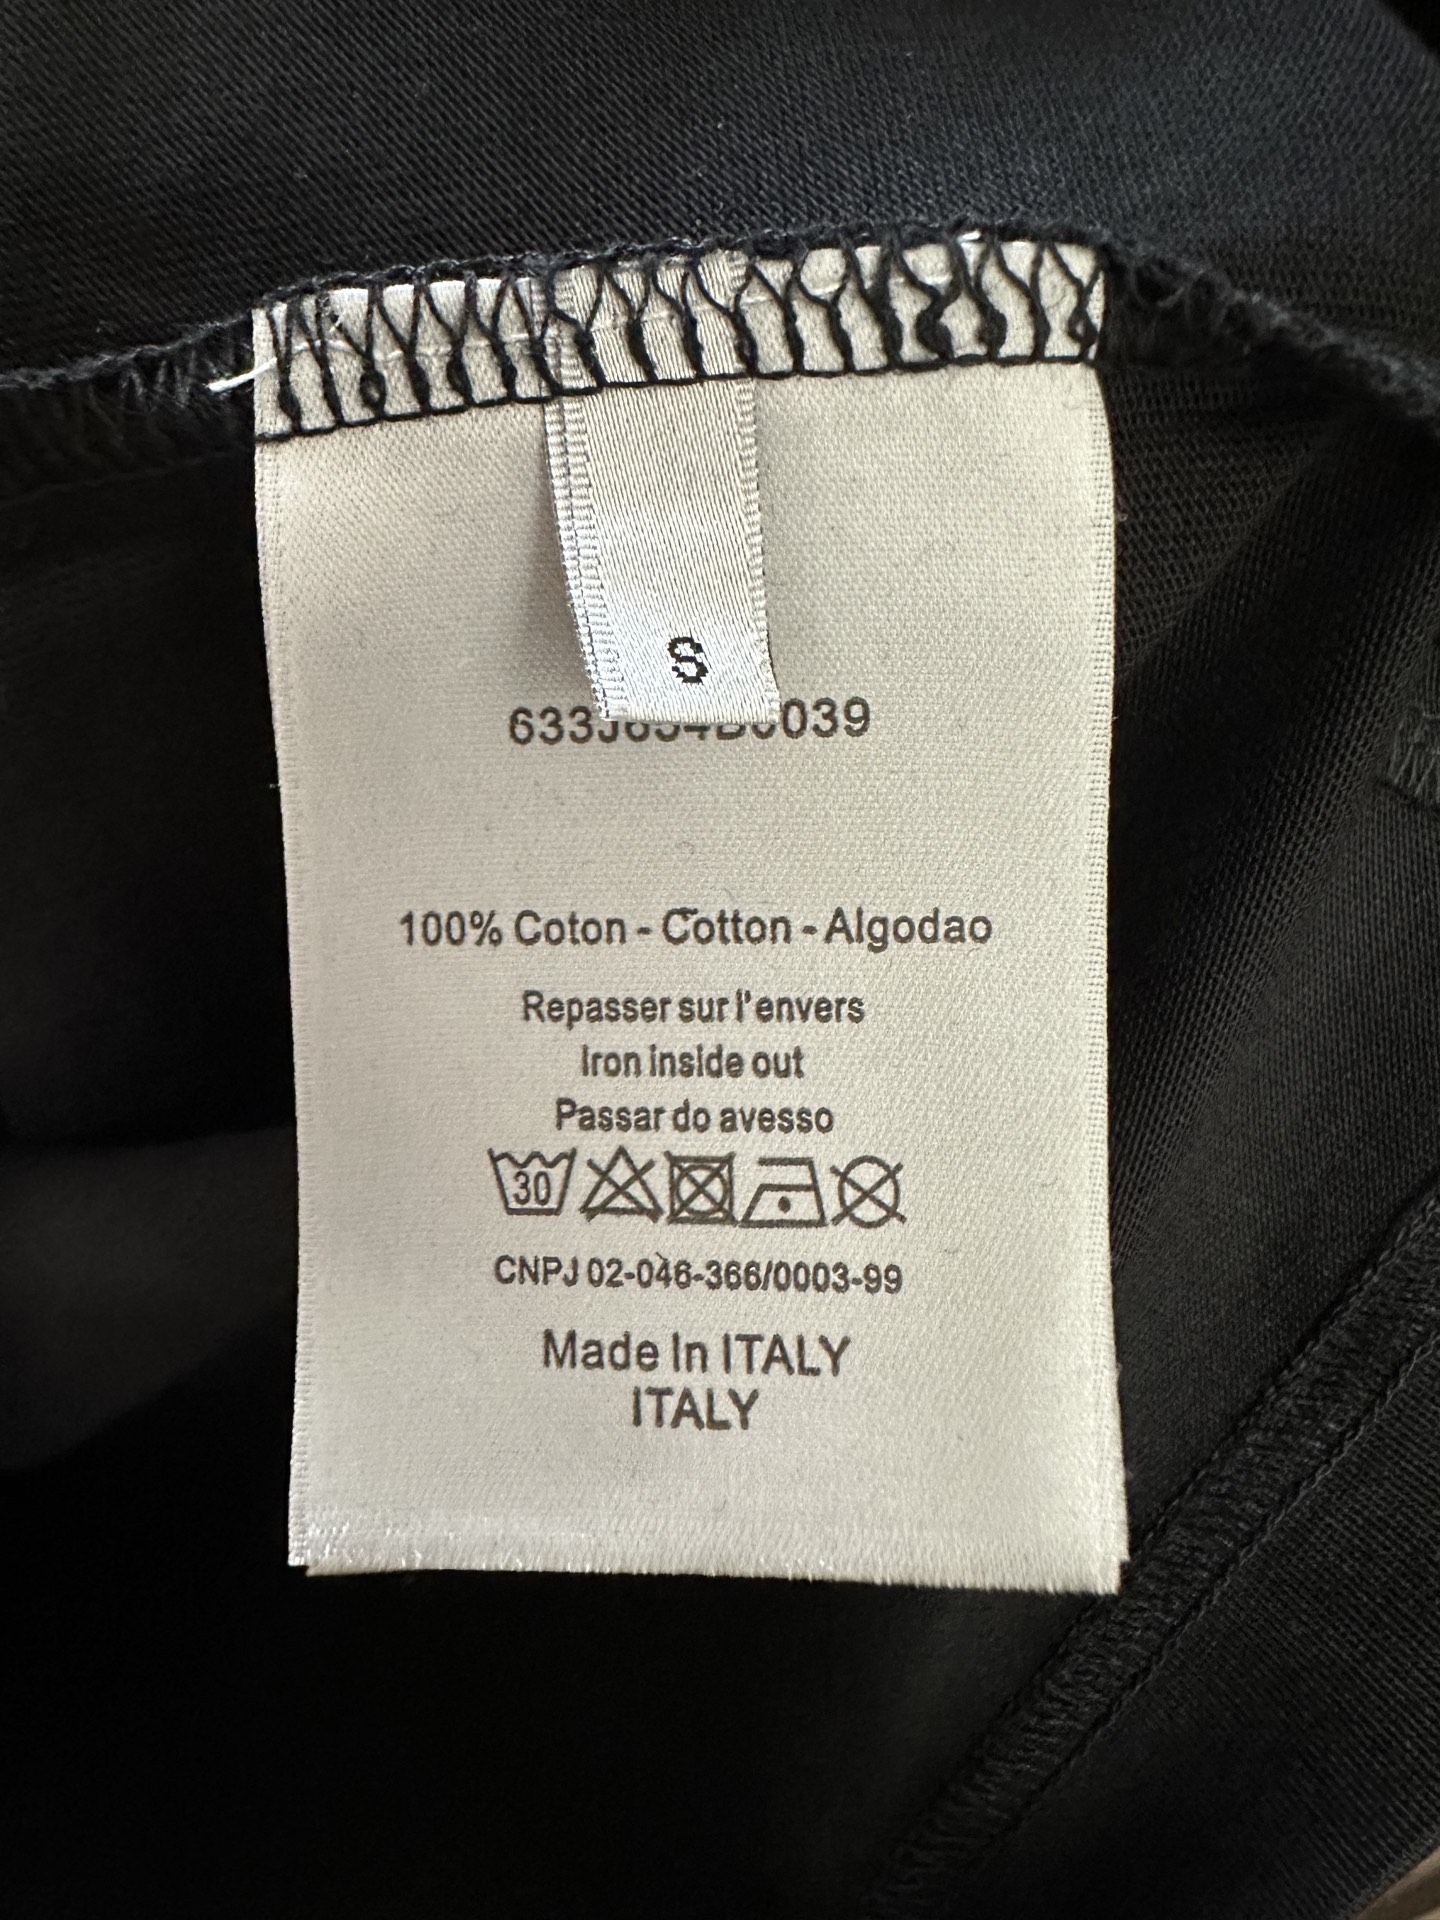 S
100% Coton - Cotton - Algodao
Repasser sur l'envers
Iron inside out
Passar do avesso
30
CNPJ 02-046-366/0003-99
Made In ITALY
ITALY